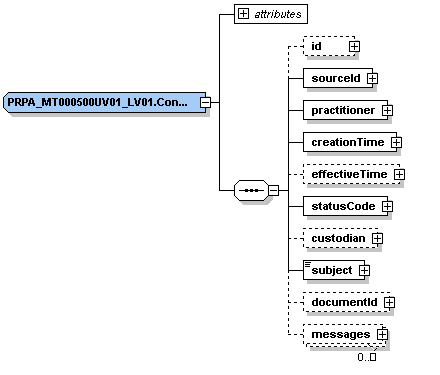 attributes
id
sourceId
PRPA_MT000500UV01_LV01.Con...
practitioner
creationTime
effectiveTime
statusCode
custodian
subject
documentId
messages
0..